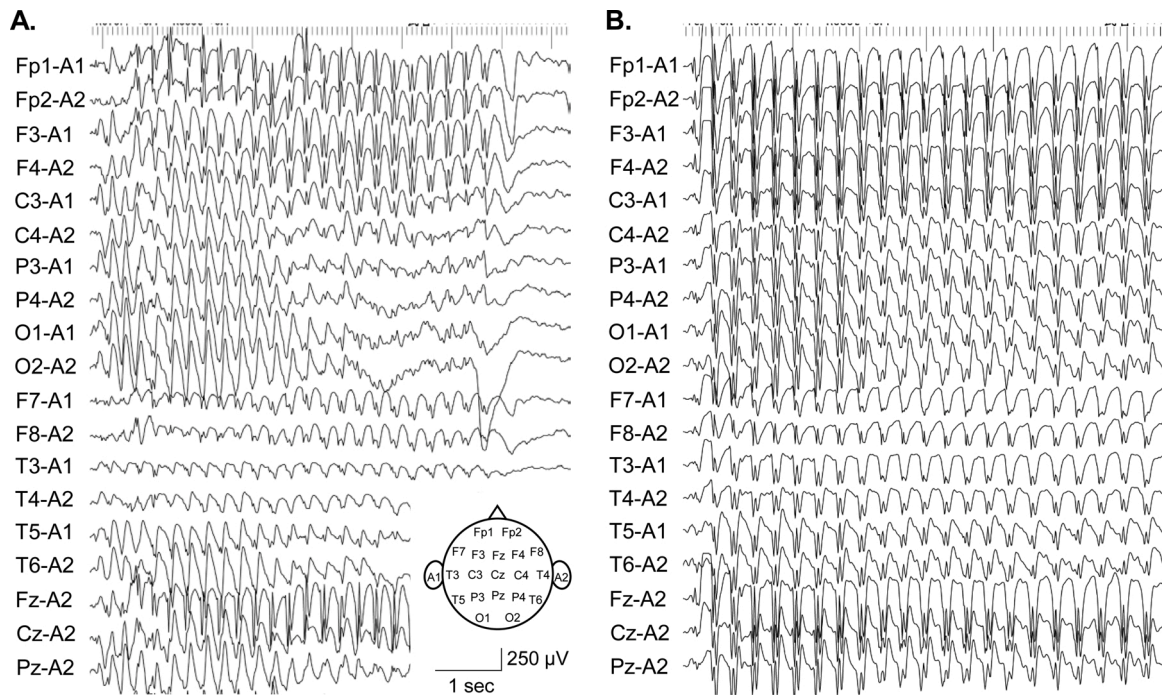 A.
Fp1-A1
Fp2-A2
F3-A1
F4-A2
C3-A1
C4-A2
P3-A1
P4-A2
O1-A1
O2-A2
F7-A1
F8-A2
T3-A1
T4-A2
T5-A1
T6-A2
Fz-A2
Cz-A2
Pz-A2
Fp1 Fp2
F7 F3 Fz F4 F8
A1 T3 C3 Cz C4 T4 A2
T5 P3 Pz P4 T6
O1 O2
250 µV
1 sec
B.
Fp1-A1
Fp2-A2
F3-A1
F4-A2
C3-A1
C4-A2
P3-A1
P4-A2
O1-A1
O2-A2
F7-A1
F8-A2
T3-A1
T4-A2
T5-A1
T6-A2
Fz-A2
Cz-A2
Pz-A2